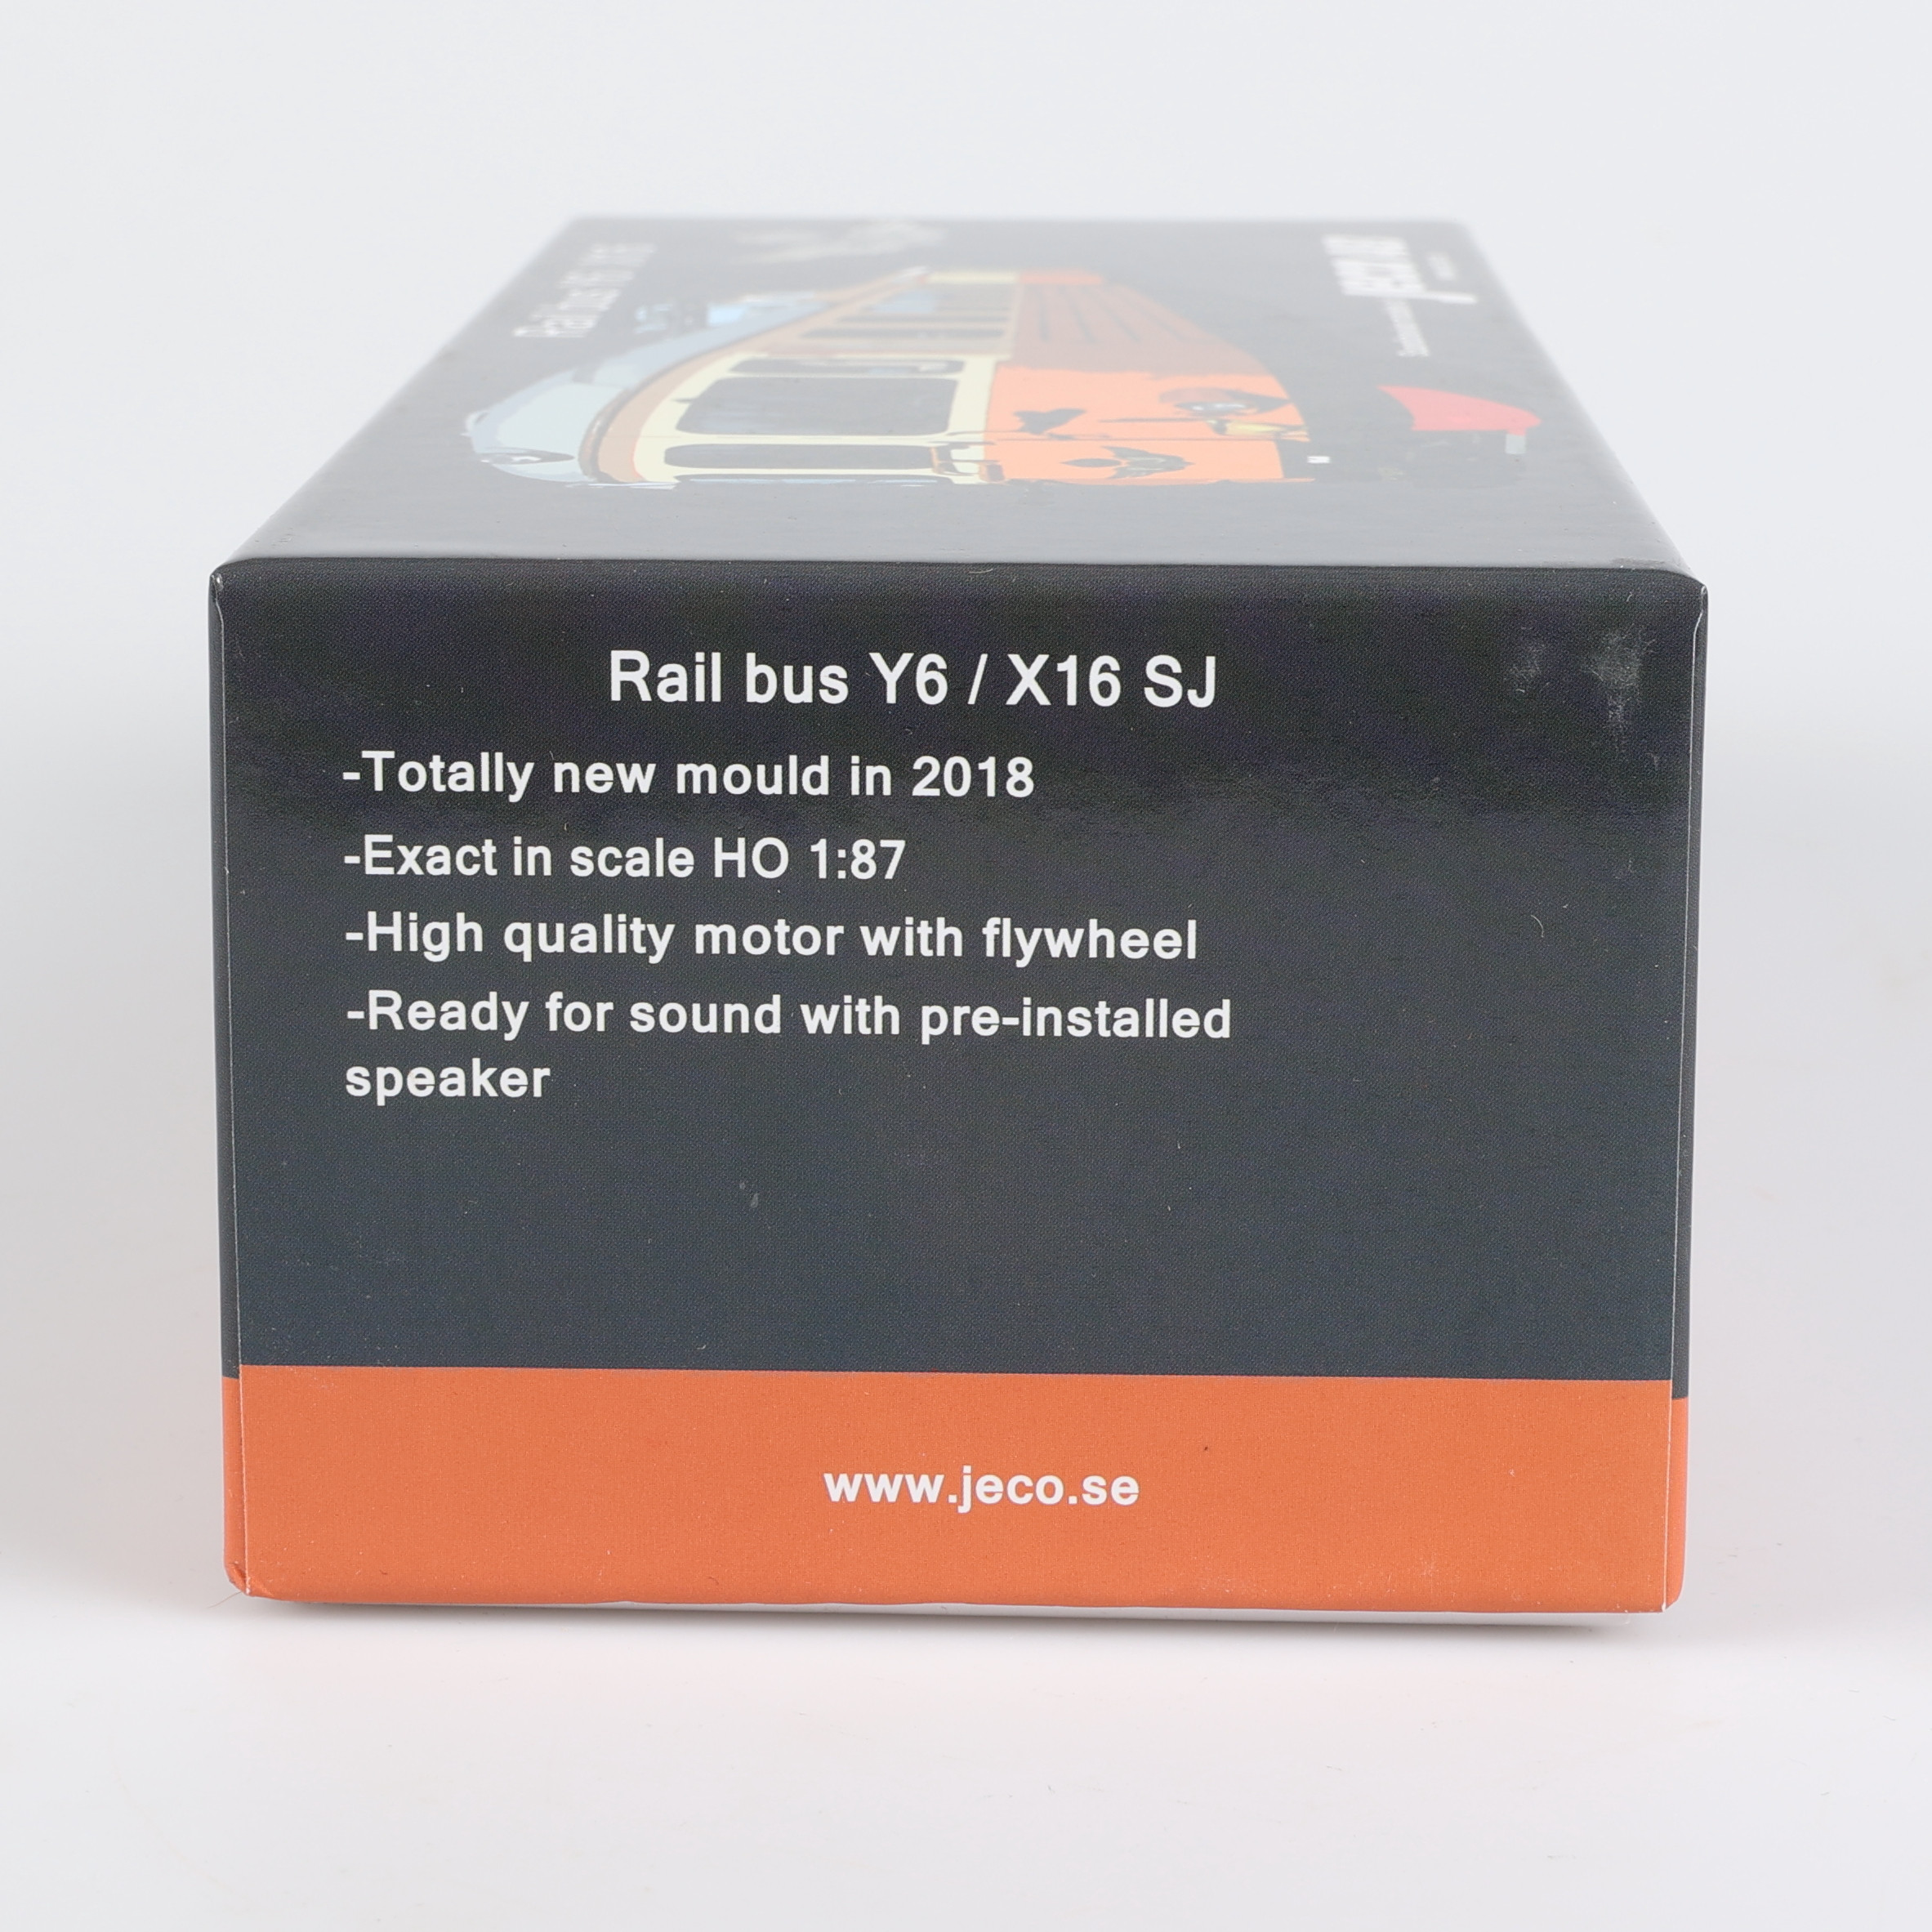 Rail bus Y6 / X16 SJ
-Totally new mould in 2018
-Exact in scale HO 1:87
-High quality motor with flywheel
-Ready for sound with pre-installed
speaker
www.jeco.se